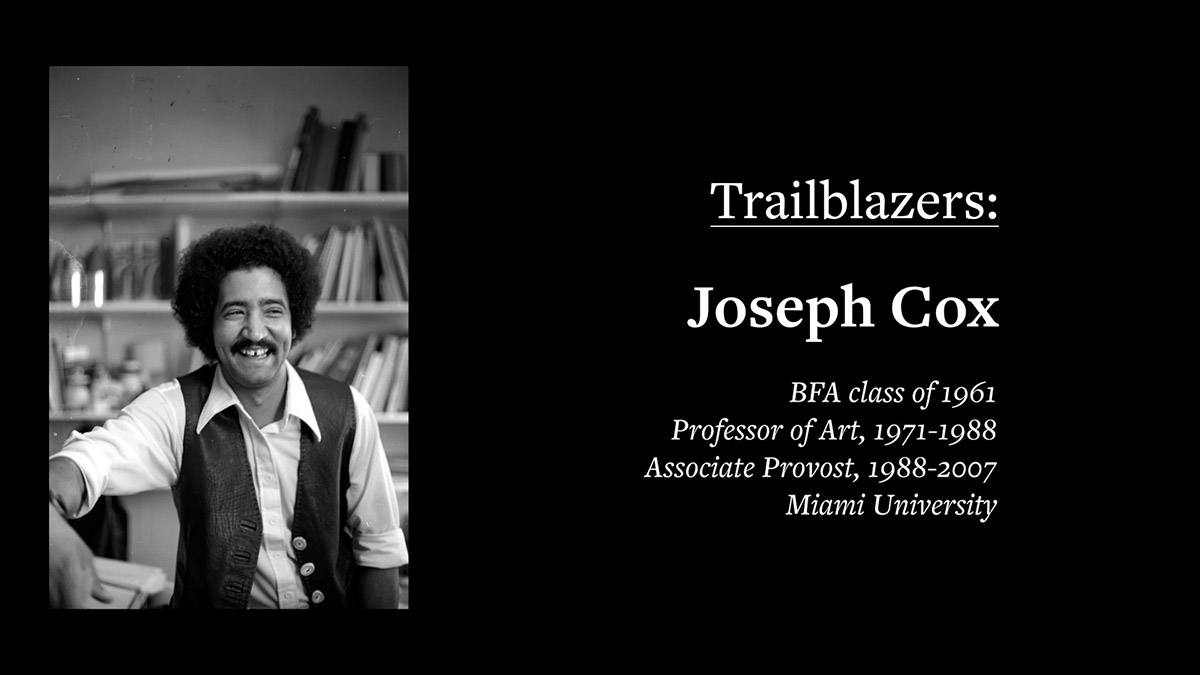 Trailblazers:
Joseph Cox
BFA class of 1961
Professor of Art, 1971-1988
Associate Provost, 1988-2007
Miami University